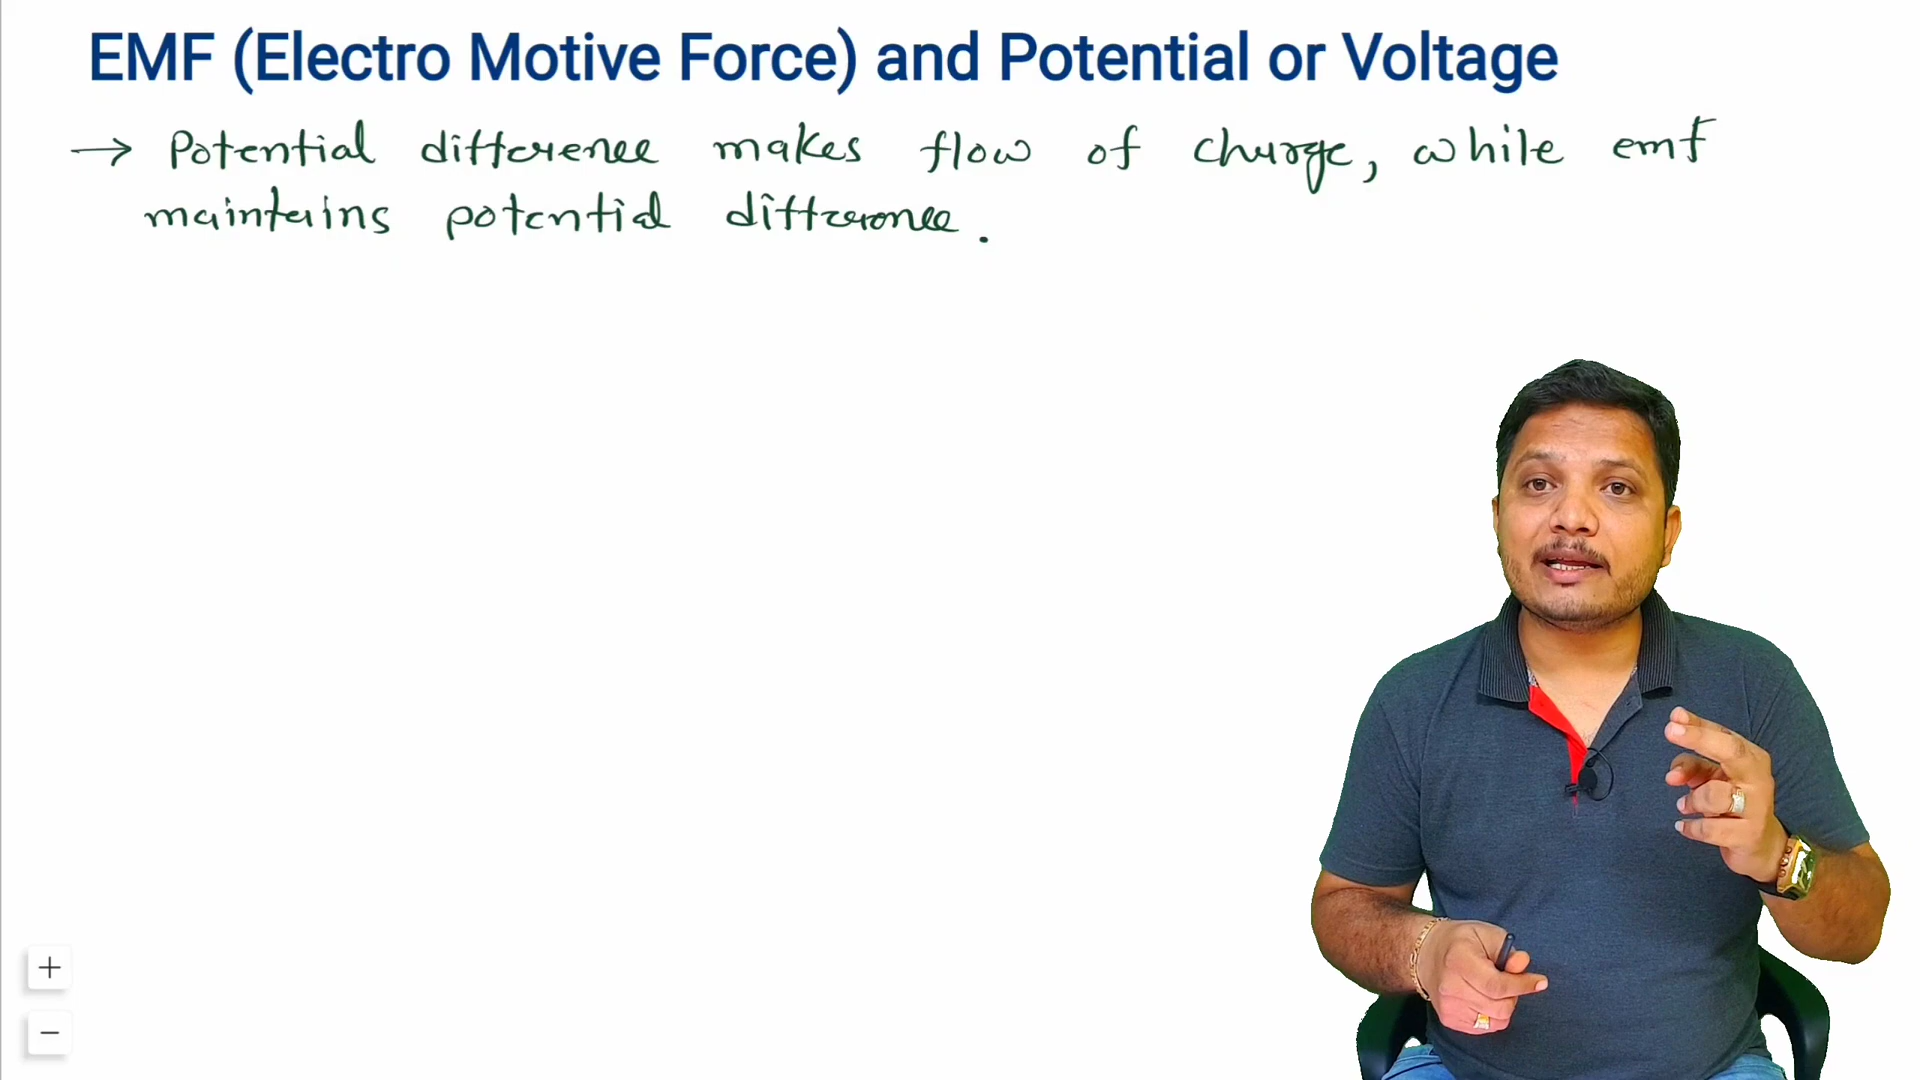 EMF (Electro Motive Force) and Potential or Voltage
→ Potential difference makes flow of charge, while emf
maintains potential difference.
+
−